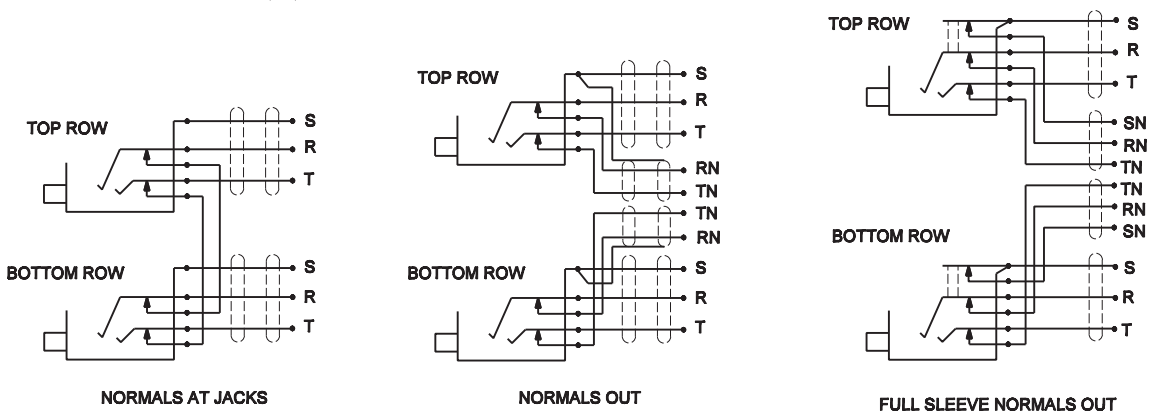 TOP ROW
S
R
T
BOTTOM ROW
S
R
T
NORMALS AT JACKS
TOP ROW
S
R
T
RN
TN
TN
RN
BOTTOM ROW
S
R
T
NORMALS OUT
TOP ROW
S
R
T
SN
RN
TN
TN
RN
SN
BOTTOM ROW
S
R
T
FULL SLEEVE NORMALS OUT